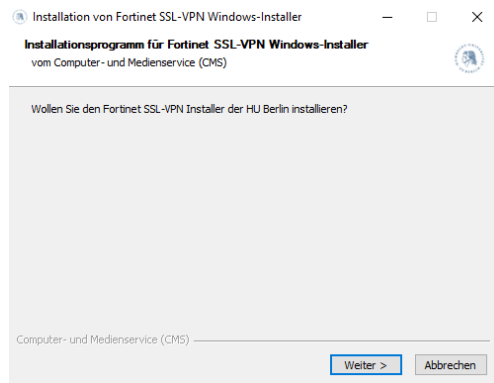 Installation von Fortinet SSL-VPN Windows-Installer
Installationsprogramm für Fortinet SSL-VPN Windows-Installer
vom Computer- und Medienservice (CMS)
Wollen Sie den Fortinet SSL-VPN Installer der HU Berlin installieren?
Computer- und Medienservice (CMS)
Weiter >
Abbrechen